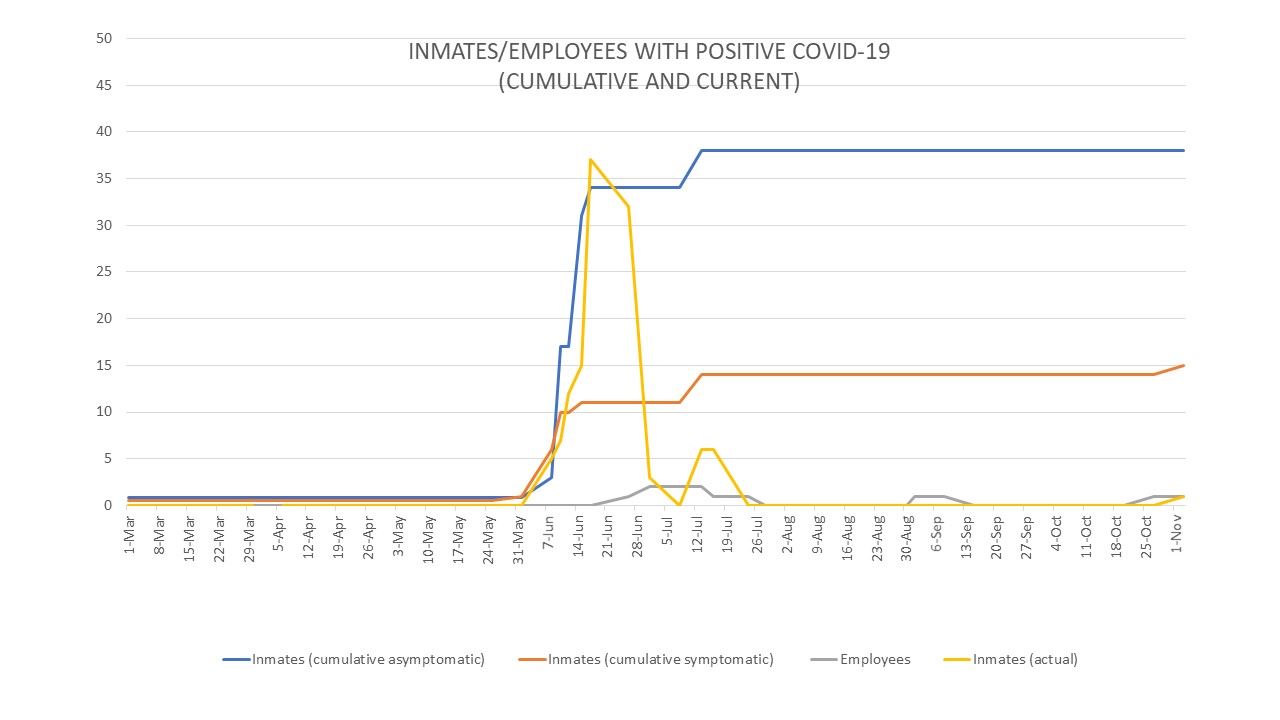 INMATES/EMPLOYEES WITH POSITIVE COVID-19
(CUMULATIVE AND CURRENT)
50
45
40
35
30
25
20
15
10
5
0
1-Mar
8-Mar
15-Mar
22-Mar
29-Mar
5-Apr
12-Apr
19-Apr
26-Apr
3-May
10-May
17-May
24-May
31-May
7-Jun
14-Jun
21-Jun
28-Jun
5-Jul
12-Jul
19-Jul
26-Jul
2-Aug
9-Aug
16-Aug
23-Aug
30-Aug
6-Sep
13-Sep
20-Sep
27-Sep
4-Oct
11-Oct
18-Oct
25-Oct
1-Nov
Inmates (cumulative asymptomatic)
Inmates (cumulative symptomatic)
Employees
Inmates (actual)